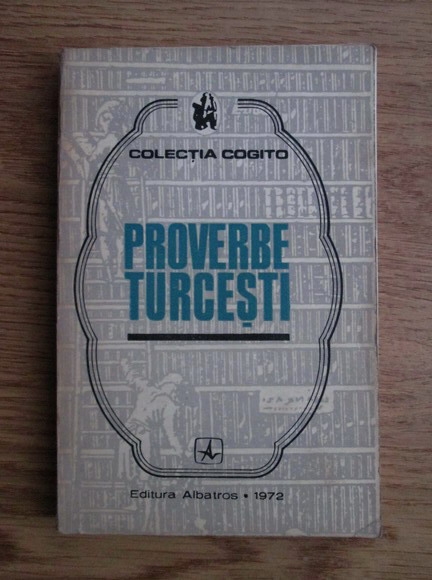 COLECȚIA COGITO
PROVERBE
TURCEȘTI
Editura Albatros • 1972